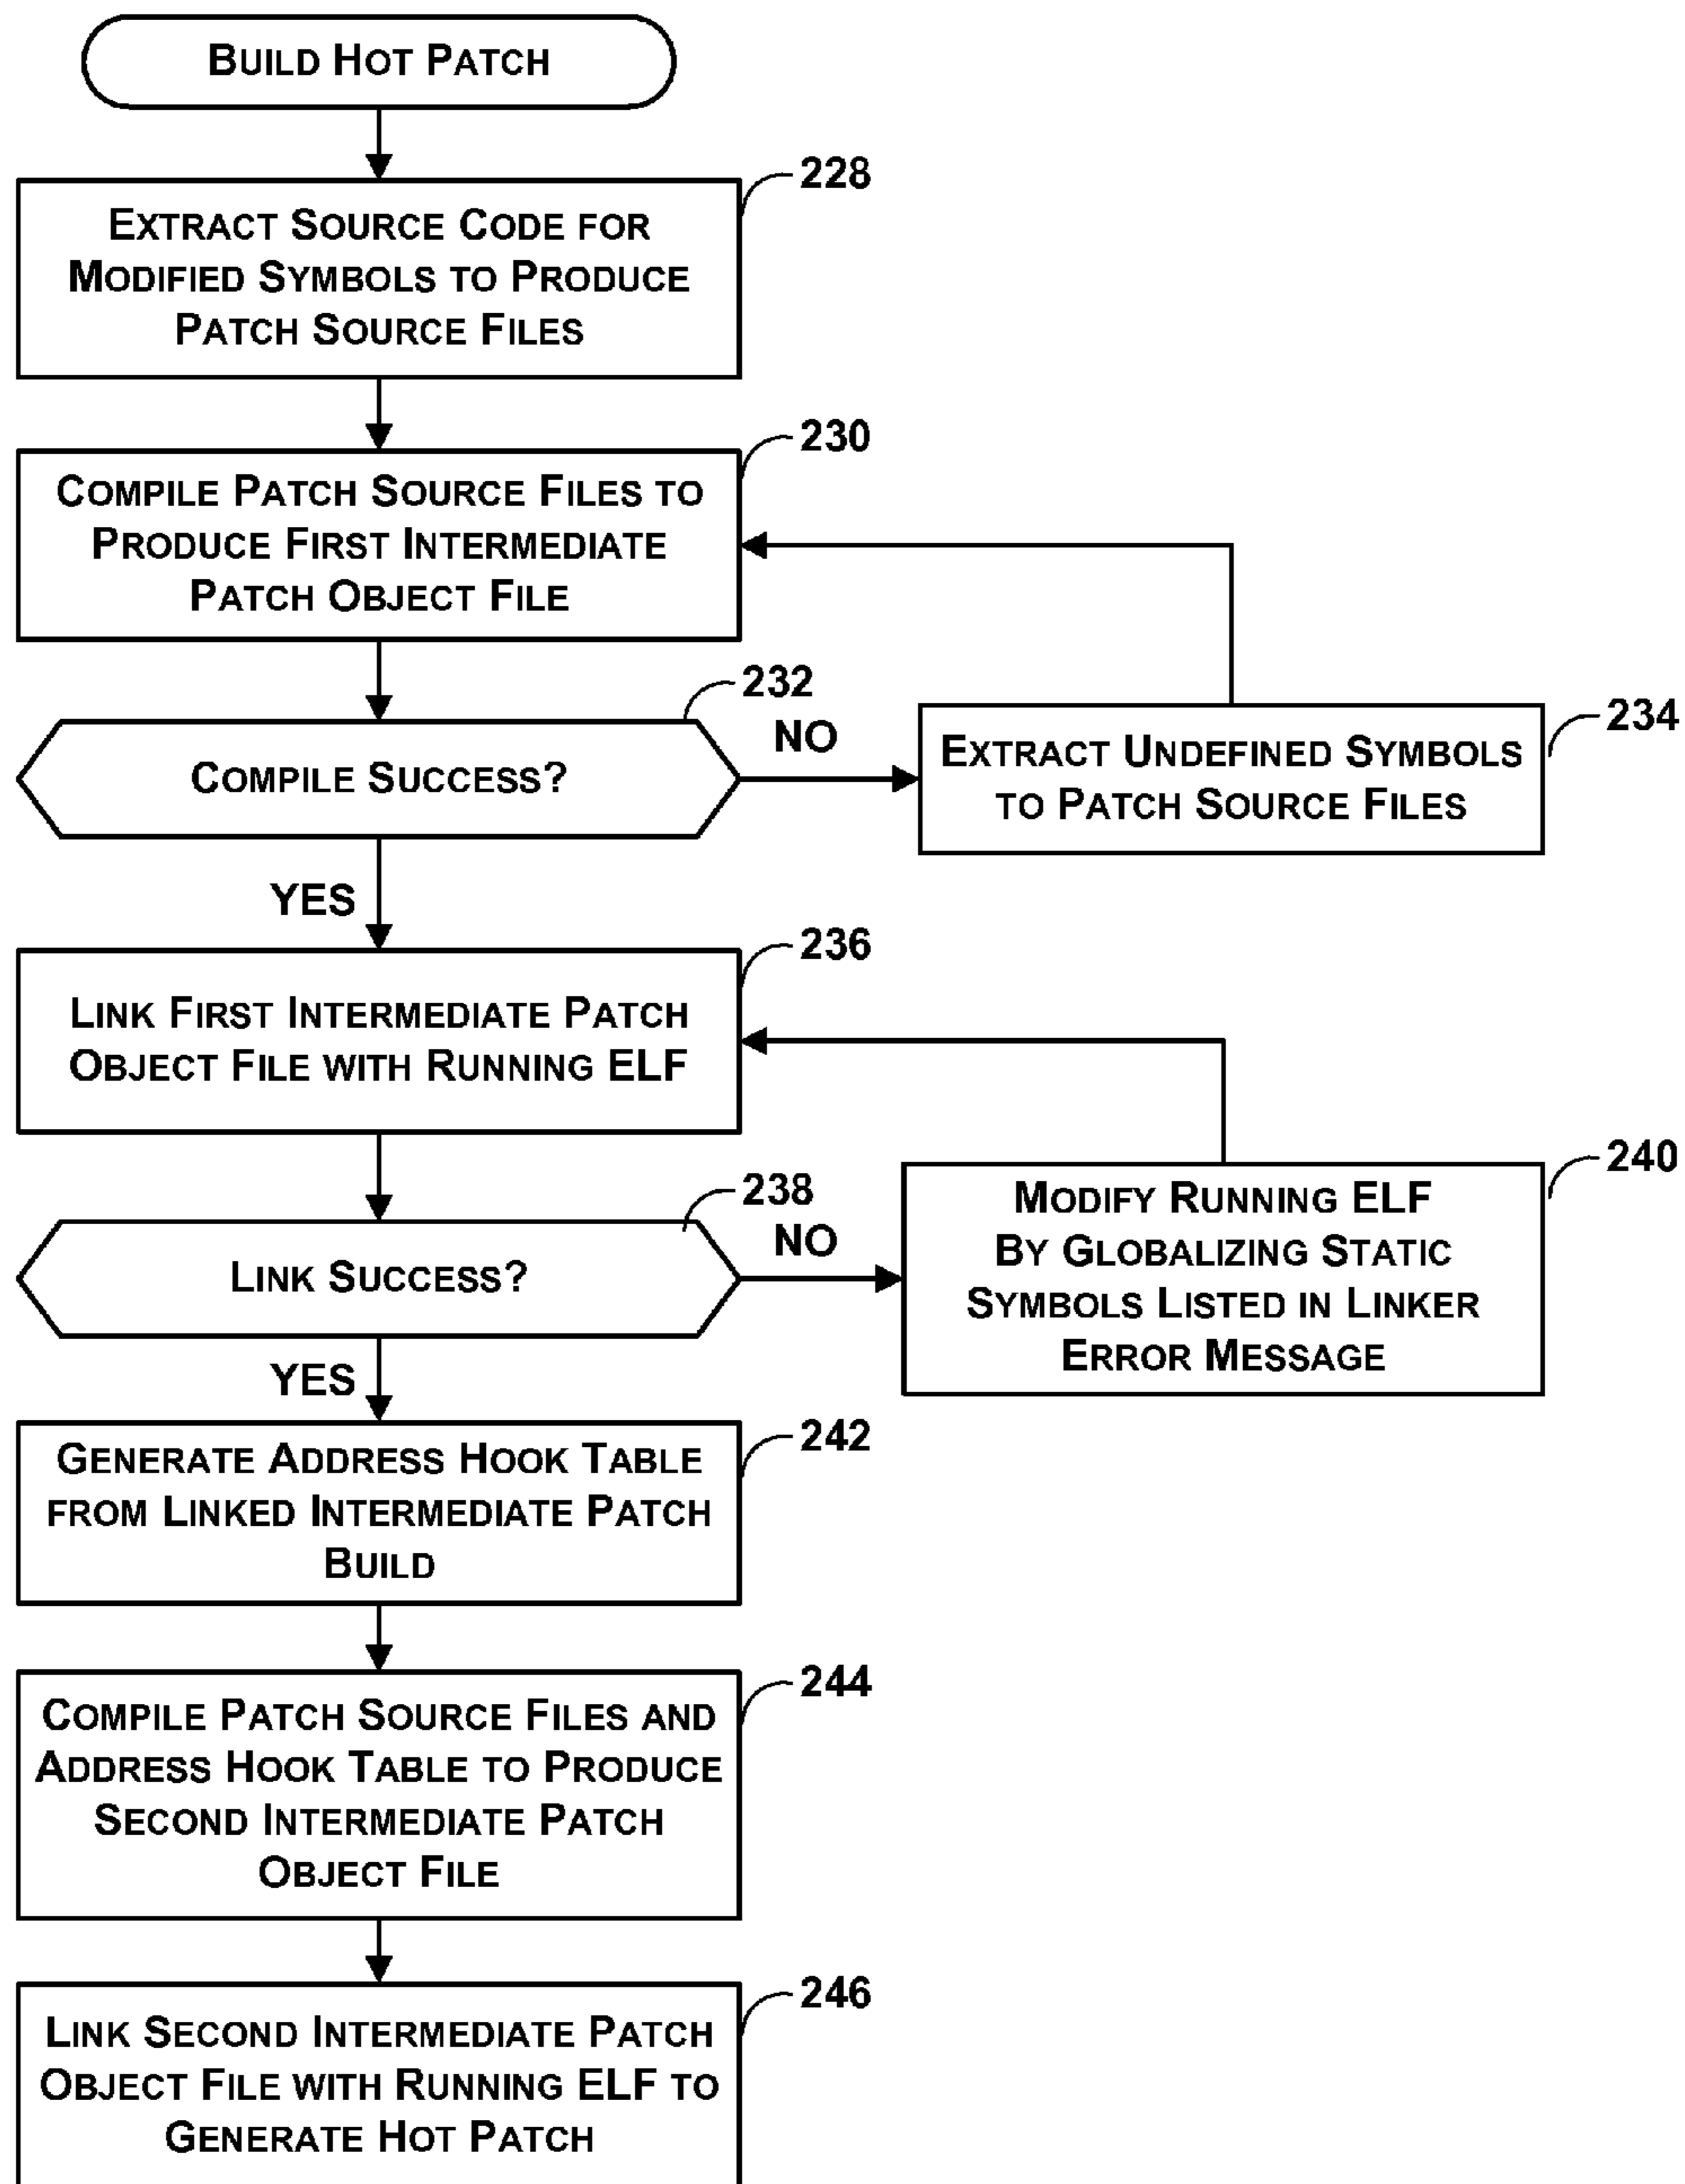 BUILD HOT PATCH
228
EXTRACT SOURCE CODE FOR
MODIFIED SYMBOLS TO PRODUCE
PATCH SOURCE FILES
230
COMPILE PATCH SOURCE FILES TO
PRODUCE FIRST INTERMEDIATE
PATCH OBJECT FILE
232
COMPILE SUCCESS?
NO
234
EXTRACT UNDEFINED SYMBOLS
TO PATCH SOURCE FILES
YES
236
LINK FIRST INTERMEDIATE PATCH
OBJECT FILE WITH RUNNING ELF
238
LINK SUCCESS?
NO
240
MODIFY RUNNING ELF
BY GLOBALIZING STATIC
SYMBOLS LISTED IN LINKER
ERROR MESSAGE
YES
242
GENERATE ADDRESS HOOK TABLE
FROM LINKED INTERMEDIATE PATCH
BUILD
244
COMPILE PATCH SOURCE FILES AND
ADDRESS HOOK TABLE TO PRODUCE
SECOND INTERMEDIATE PATCH
OBJECT FILE
246
LINK SECOND INTERMEDIATE PATCH
OBJECT FILE WITH RUNNING ELF TO
GENERATE HOT PATCH